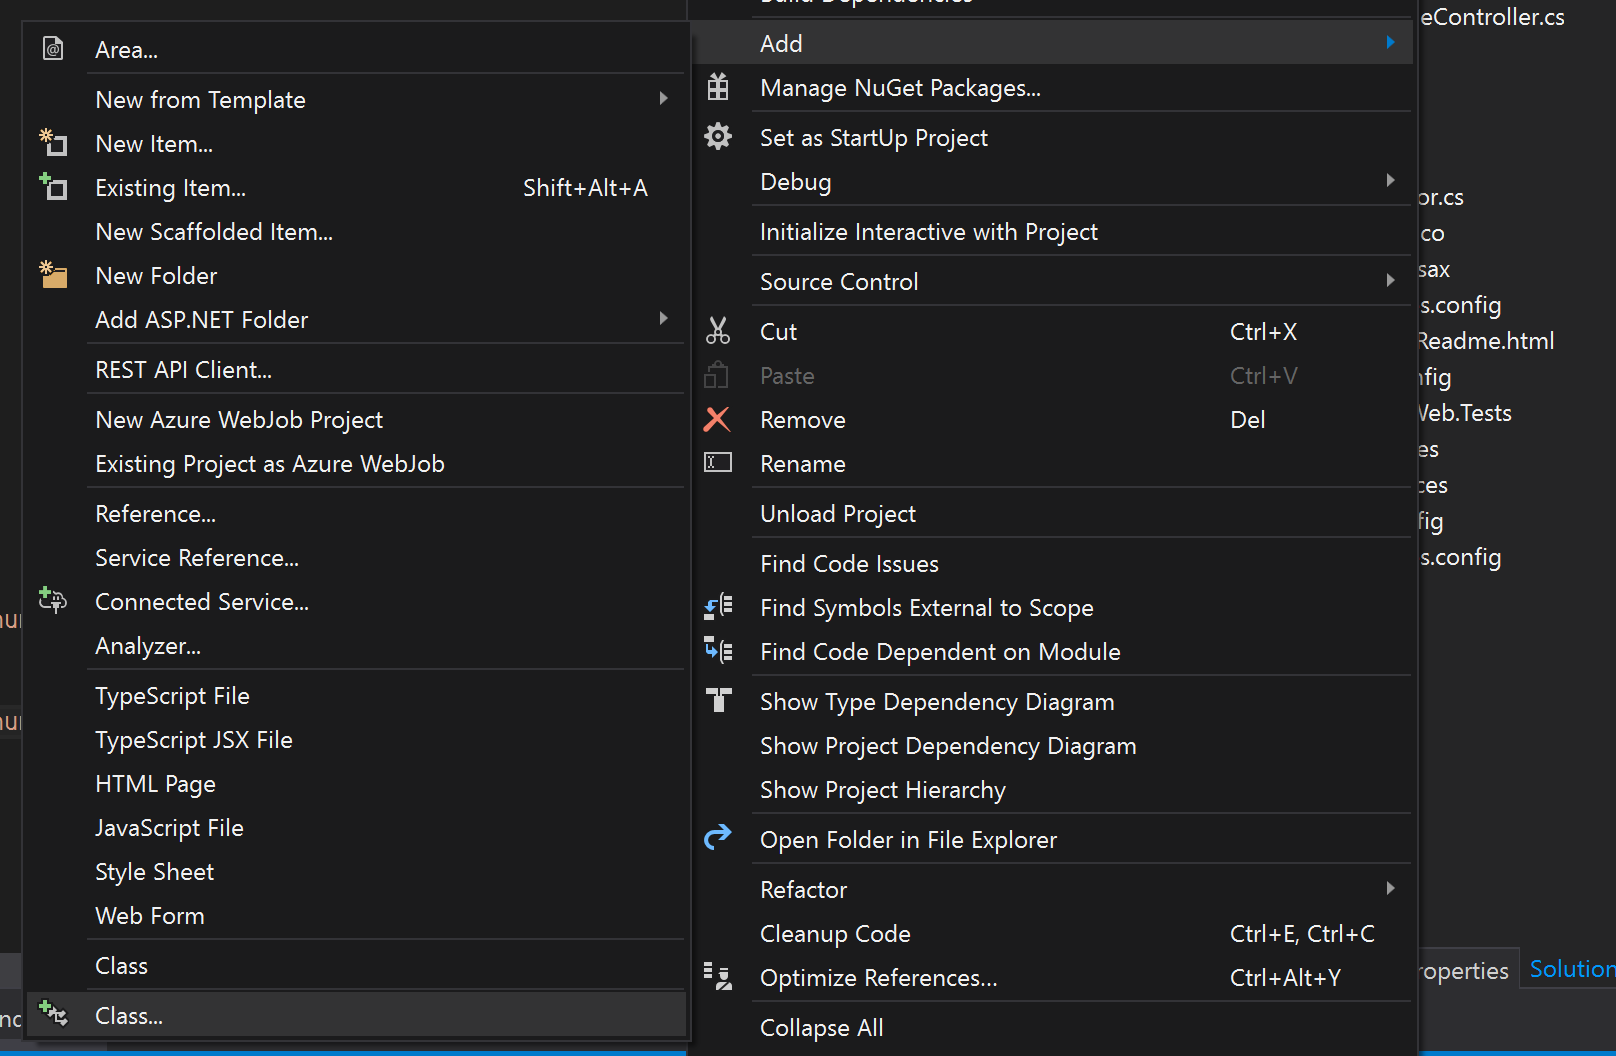 Area...
New from Template
New Item...
Existing Item... Shift+Alt+A
New Scaffolded Item...
New Folder
Add ASP.NET Folder
REST API Client...
New Azure WebJob Project
Existing Project as Azure WebJob
Reference...
Service Reference...
Connected Service...
Analyzer...
TypeScript File
TypeScript JSX File
HTML Page
JavaScript File
Style Sheet
Web Form
Class
Class...
Build Dependencies
Add
Manage NuGet Packages...
Set as StartUp Project
Debug
Initialize Interactive with Project
Source Control
Cut Ctrl+X
Paste Ctrl+V
Remove Del
Rename
Unload Project
Find Code Issues
Find Symbols External to Scope
Find Code Dependent on Module
Show Type Dependency Diagram
Show Project Dependency Diagram
Show Project Hierarchy
Open Folder in File Explorer
Refactor
Cleanup Code Ctrl+E, Ctrl+C
Optimize References... Ctrl+Alt+Y
Collapse All
eController.cs
or.cs
co
sax
s.config
Readme.html
nfig
Web.Tests
es
ces
fig
s.config
roperties Solution